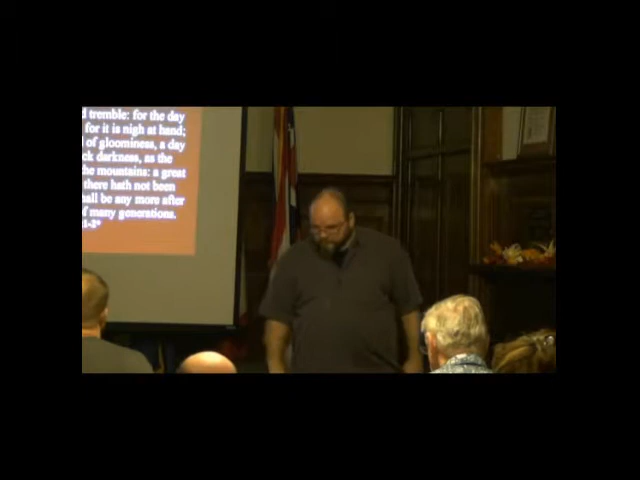 tremble: for the day
for it is nigh at hand;
of gloominess, a day
ck darkness, as the
the mountains: a great
there hath not been
all be any more after
of many generations.